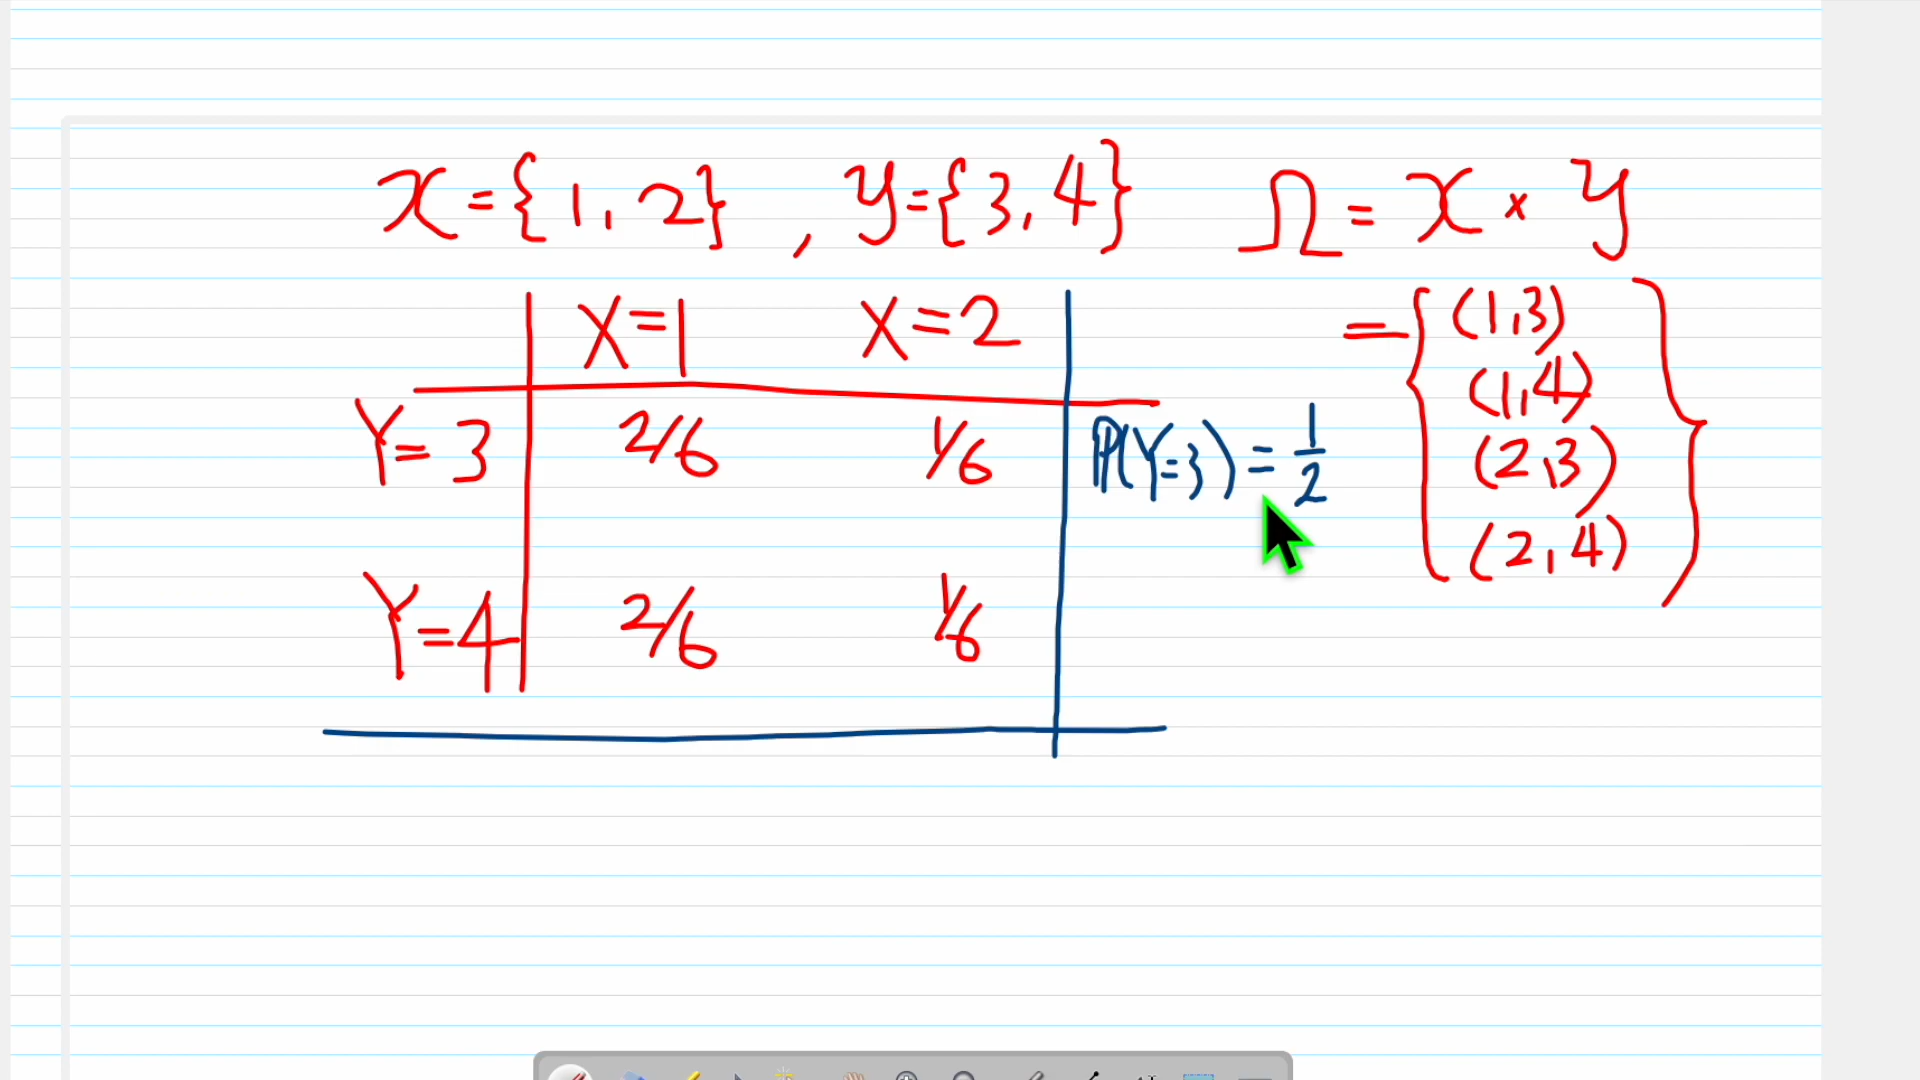 𝒳 = {1, 2} , 𝒴 = {3, 4} Ω = 𝒳 × 𝒴
X=1 X=2
= { (1,3)
(1,4)
(2,3)
(2,4) }
Y=3 2/6 1/6 ℙ(Y=3) = 1/2
Y=4 2/6 1/6